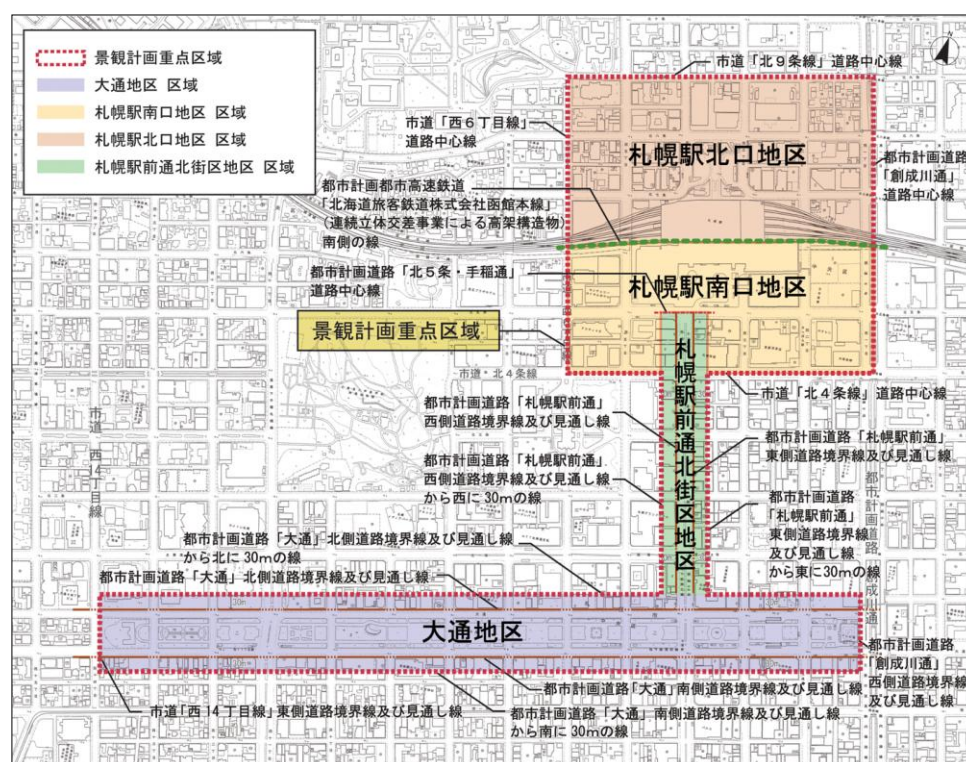 景観計画重点区域
大通地区 区域
札幌駅南口地区 区域
札幌駅北口地区 区域
札幌駅前通北街区地区 区域
N
市道「北９条線」道路中心線
市道「西６丁目線」
道路中心線
札幌駅北口地区
都市計画道路
「創成川通」
道路中心線
都市計画都市高速鉄道
「北海道旅客鉄道株式会社函館本線」
（連続立体交差事業による高架構造物）
南側の線
都市計画道路「北５条・手稲通」
道路中心線
札幌駅南口地区
景観計画重点区域
市道・北４条線
市道「北４条線」道路中心線
札幌駅前通北街区地区
都市計画道路「札幌駅前通」
西側道路境界線及び見通し線
都市計画道路「札幌駅前通」
東側道路境界線及び見通し線
都市計画道路「札幌駅前通」
西側道路境界線及び見通し線
から西に30ｍの線
都市計画道路
「札幌駅前通」
東側道路境界線
及び見通し線
から東に30ｍの線
市道 西14丁目線
都市計画道路 創成川通
都市計画道路「大通」北側道路境界線及び見通し線
から北に30ｍの線
都市計画道路「大通」北側道路境界線及び見通し線
大通地区
都市計画道路
「創成川通」
西側道路境界線
及び見通し線
都市計画道路「大通」南側道路境界線及び見通し線
市道「西14丁目線」東側道路境界線及び見通し線
都市計画道路「大通」南側道路境界線及び見通し線
から南に30ｍの線